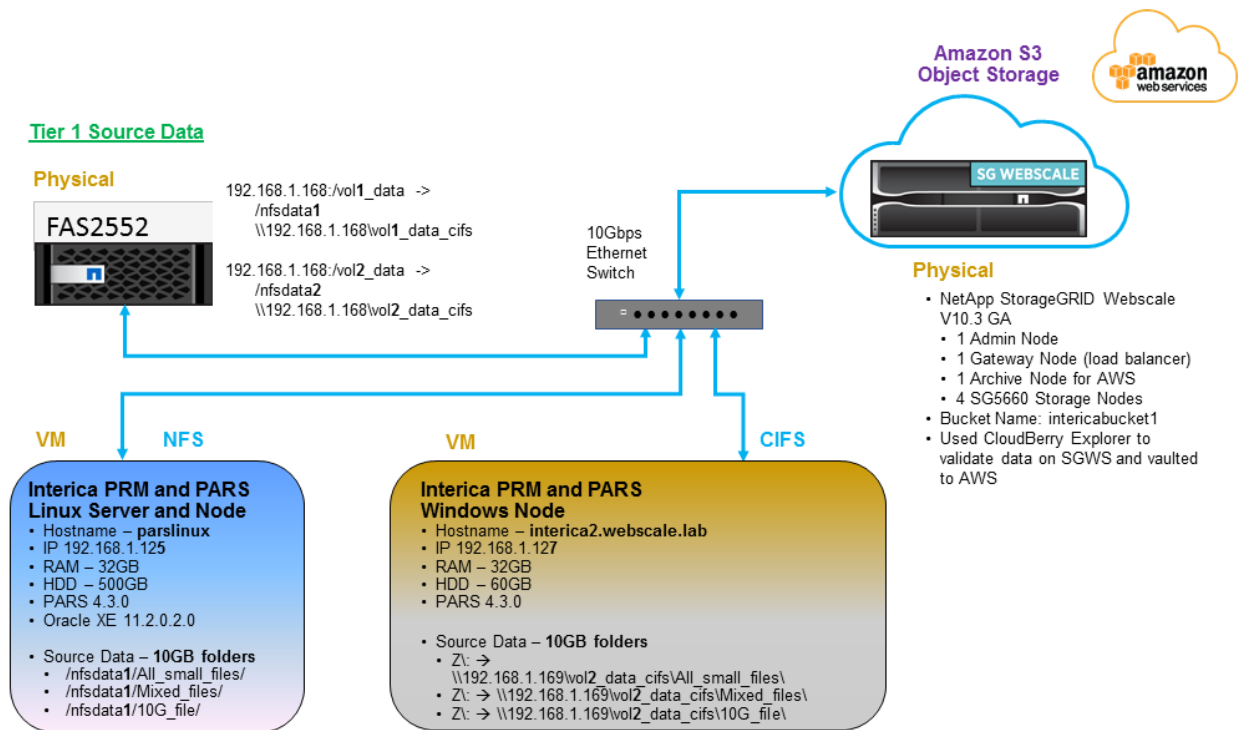 Amazon S3
Object Storage
amazon
web services
Tier 1 Source Data
Physical
FAS2552
192.168.1.168:/vol1_data ->
/nfsdata1
\\192.168.1.168\vol1_data_cifs
192.168.1.168:/vol2_data ->
/nfsdata2
\\192.168.1.168\vol2_data_cifs
10Gbps
Ethernet
Switch
SG WEBSCALE
Physical
• NetApp StorageGRID Webscale
V10.3 GA
• 1 Admin Node
• 1 Gateway Node (load balancer)
• 1 Archive Node for AWS
• 4 SG5660 Storage Nodes
• Bucket Name: intericabucket1
• Used CloudBerry Explorer to
validate data on SGWS and vaulted
to AWS
VM
NFS
Interica PRM and PARS
Linux Server and Node
• Hostname – parslinux
• IP 192.168.1.125
• RAM – 32GB
• HDD – 500GB
• PARS 4.3.0
• Oracle XE 11.2.0.2.0
• Source Data – 10GB folders
• /nfsdata1/All_small_files/
• /nfsdata1/Mixed_files/
• /nfsdata1/10G_file/
VM
CIFS
Interica PRM and PARS
Windows Node
• Hostname – interica2.webscale.lab
• IP 192.168.1.127
• RAM – 32GB
• HDD – 60GB
• PARS 4.3.0
• Source Data – 10GB folders
• Z\: →
\\192.168.1.169\vol2_data_cifs\All_small_files\
• Z\: → \\192.168.1.169\vol2_data_cifs\Mixed_files\
• Z\: → \\192.168.1.169\vol2_data_cifs\10G_file\